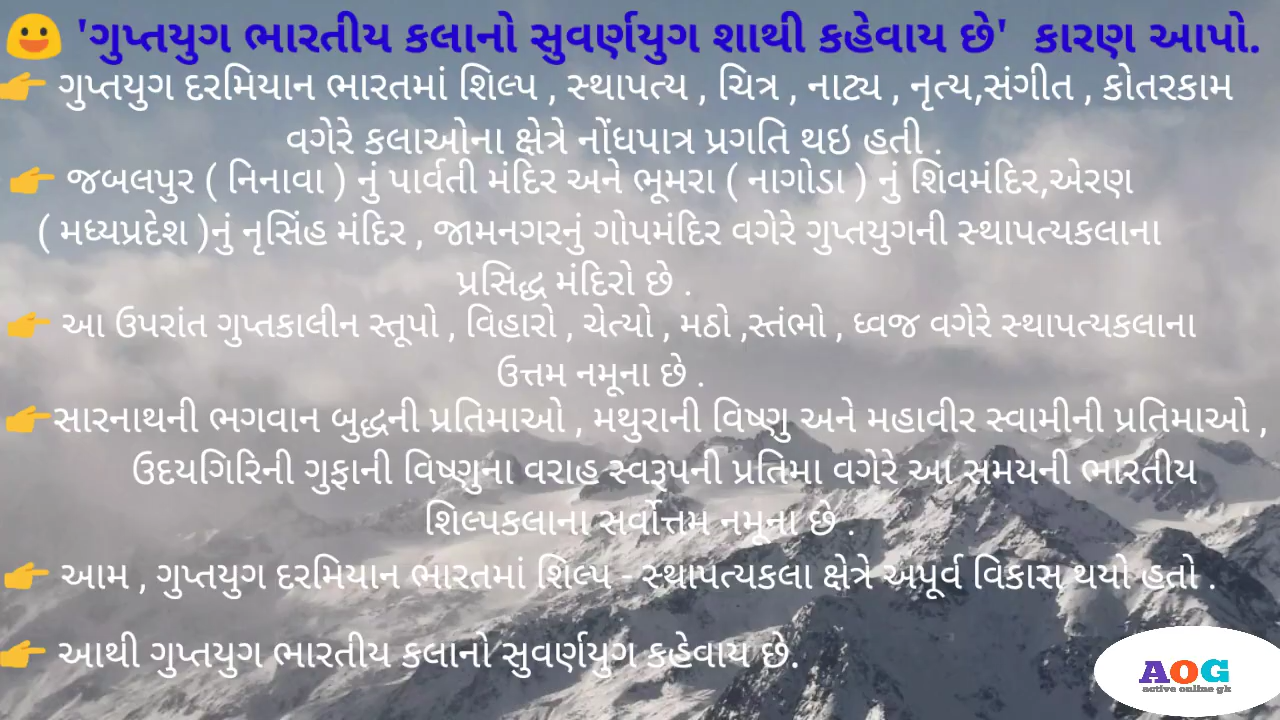 😃 'ગુપ્તયુગ ભારતીય કલાનો સુવર્ણયુગ શાથી કહેવાય છે' કારણ આપો.
👉 ગુપ્તયુગ દરમિયાન ભારતમાં શિલ્પ , સ્થાપત્ય , ચિત્ર , નાટ્ય , નૃત્ય,સંગીત , કોતરકામ
વગેરે કલાઓના ક્ષેત્રે નોંધપાત્ર પ્રગતિ થઇ હતી .
👉 જબલપુર ( નિનાવા ) નું પાર્વતી મંદિર અને ભૂમરા ( નાગોડા ) નું શિવમંદિર,એરણ
( મધ્યપ્રદેશ )નું નૃસિંહ મંદિર , જામનગરનું ગોપમંદિર વગેરે ગુપ્તયુગની સ્થાપત્યકલાના
પ્રસિદ્ધ મંદિરો છે .
👉 આ ઉપરાંત ગુપ્તકાલીન સ્તૂપો , વિહારો , ચેત્યો , મઠો ,સ્તંભો , ધ્વજ વગેરે સ્થાપત્યકલાના
ઉત્તમ નમૂના છે .
👉સારનાથની ભગવાન બુદ્ધની પ્રતિમાઓ , મથુરાની વિષ્ણુ અને મહાવીર સ્વામીની પ્રતિમાઓ ,
ઉદયગિરિની ગુફાની વિષ્ણુના વરાહ સ્વરૂપની પ્રતિમા વગેરે આ સમયની ભારતીય
શિલ્પકલાના સર્વોત્તમ નમૂના છે .
👉 આમ , ગુપ્તયુગ દરમિયાન ભારતમાં શિલ્પ - સ્થાપત્યકલા ક્ષેત્રે અપૂર્વ વિકાસ થયો હતો .
👉 આથી ગુપ્તયુગ ભારતીય કલાનો સુવર્ણયુગ કહેવાય છે.
AOG
active online gk